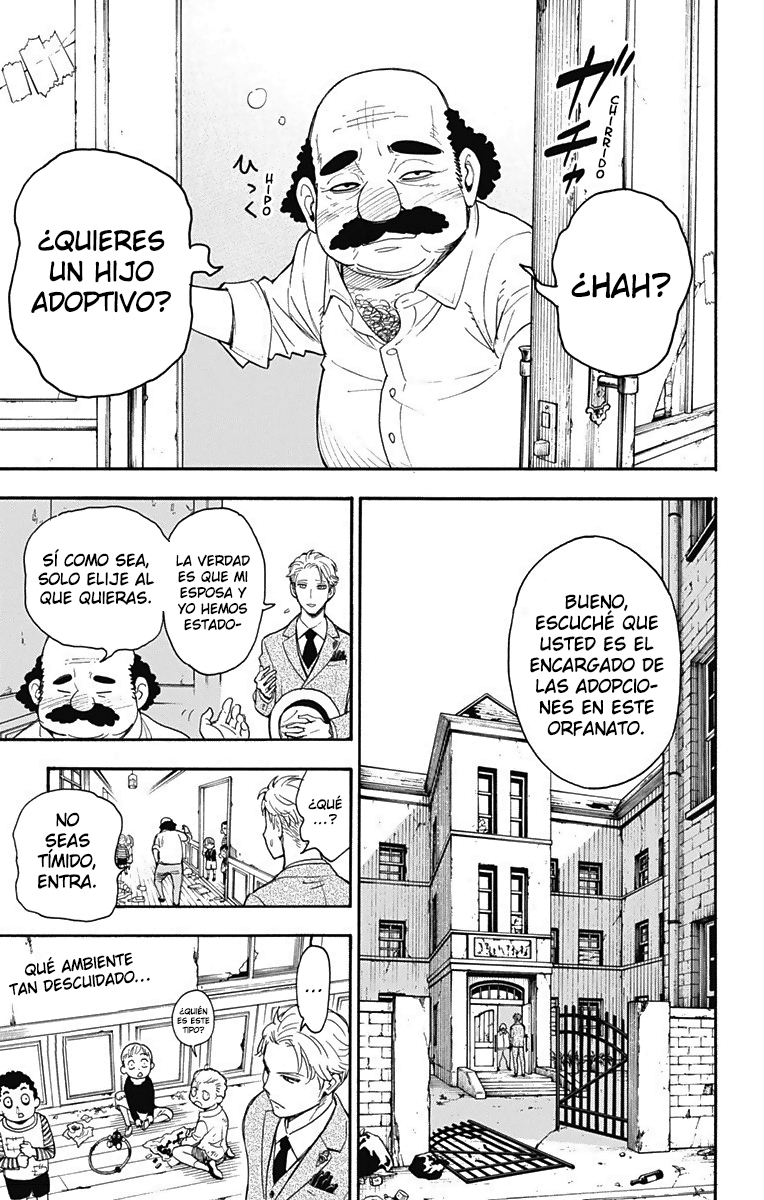 ガチャ
CHIRRIDO
¿HAH?
ひっく
HIDO
¿QUIERES
UN HIJO
ADOPTIVO?
BUENO,
ESCUCHÉ QUE
USTED ES EL
ENCARGADO DE
LAS ADOPCIO-
NES EN ESTE
ORFANATO.
LA VERDAD
ES QUE MI
ESPOSA Y
YO HEMOS
ESTADO-
SÍ COMO SEA,
SOLO ELIJE AL
QUE QUIERAS.
¿QUÉ
...?
NO
SEAS
TÍMIDO,
ENTRA.
...
QUÉ AMBIENTE
TAN DESCUIDADO...
¿QUIÉN
ES ESTE
TIPO?